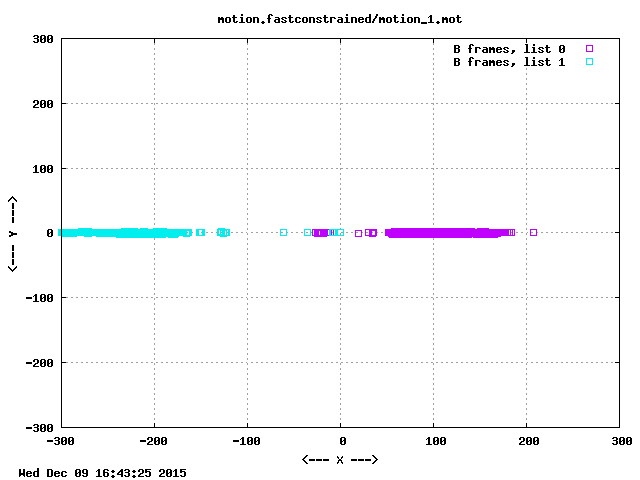 motion.fastconstrained/motion_1.mot
B frames, list 0
B frames, list 1
300
200
100
0
-100
-200
-300
<--- Y --->
-300 -200 -100 0 100 200 300
<--- X --->
Wed Dec 09 16:43:25 2015